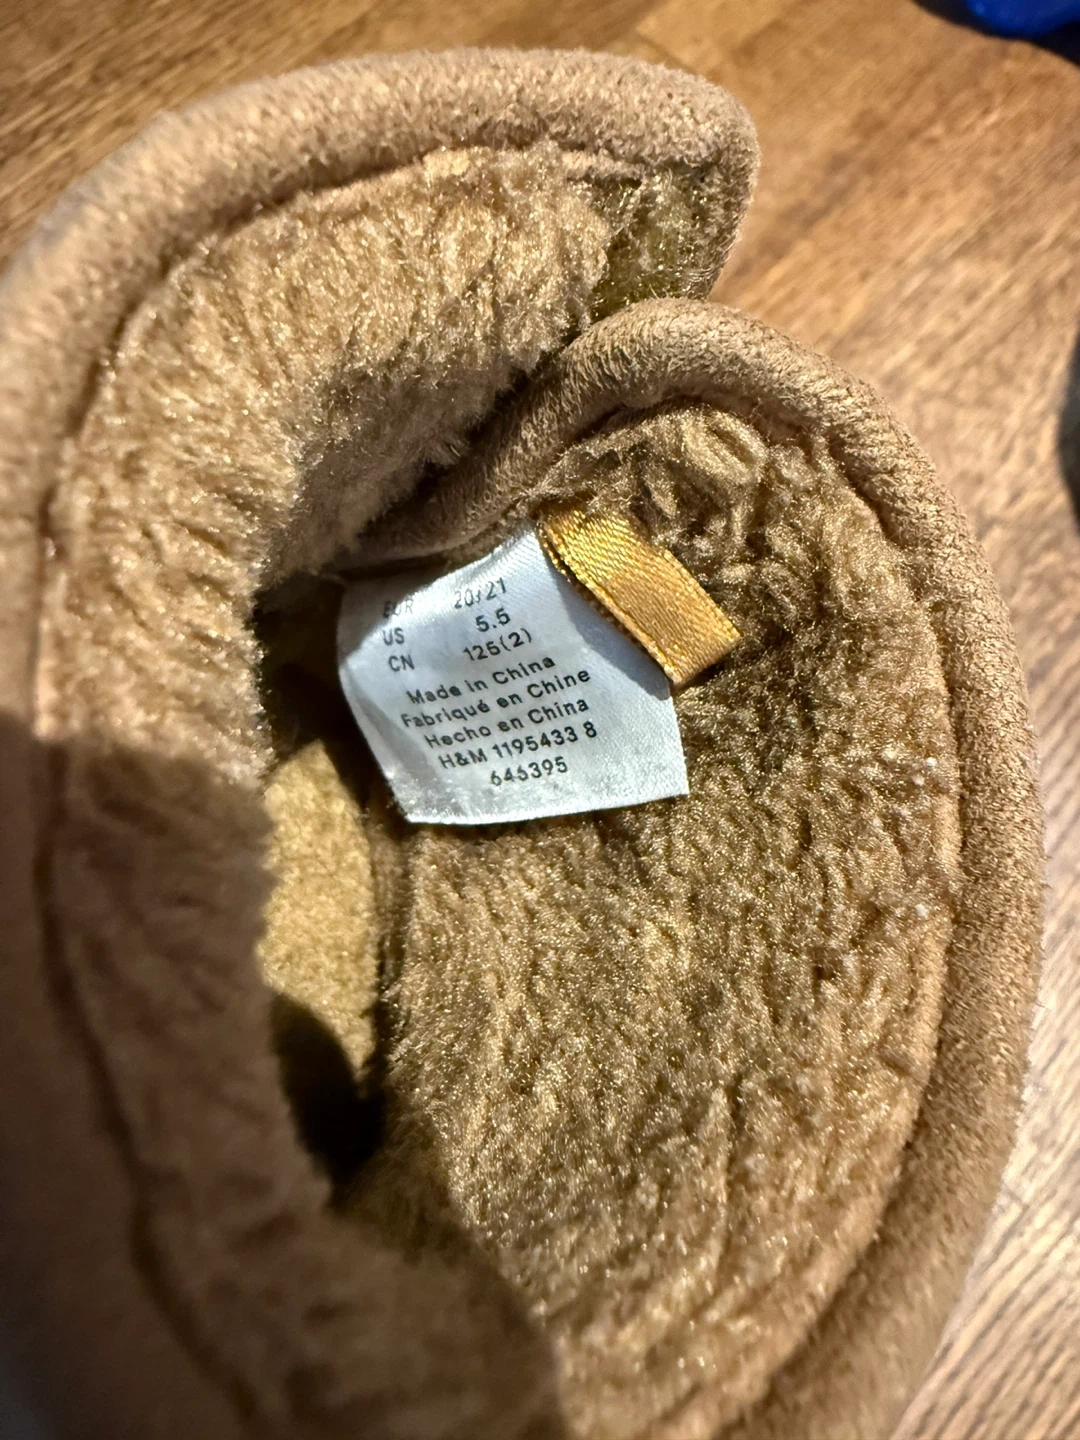 EUR 20/21
US 5.5
CN 125(2)
Made in China
Fabriqué en Chine
Hecho en China
H&M 1195433 8
646395